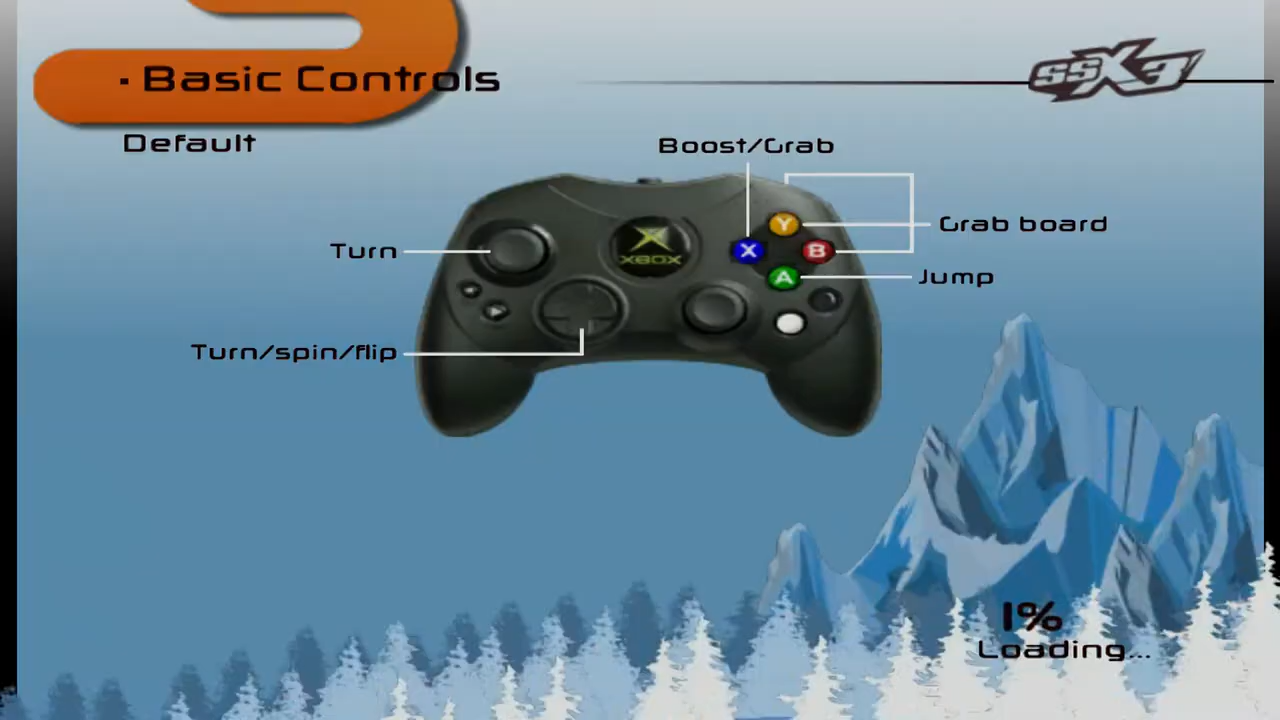 · Basic Controls
SSX3
Default
Boost/Grab
Y
Grab board
Turn
XBOX
X
B
A
Jump
Turn/spin/flip
1%
Loading...